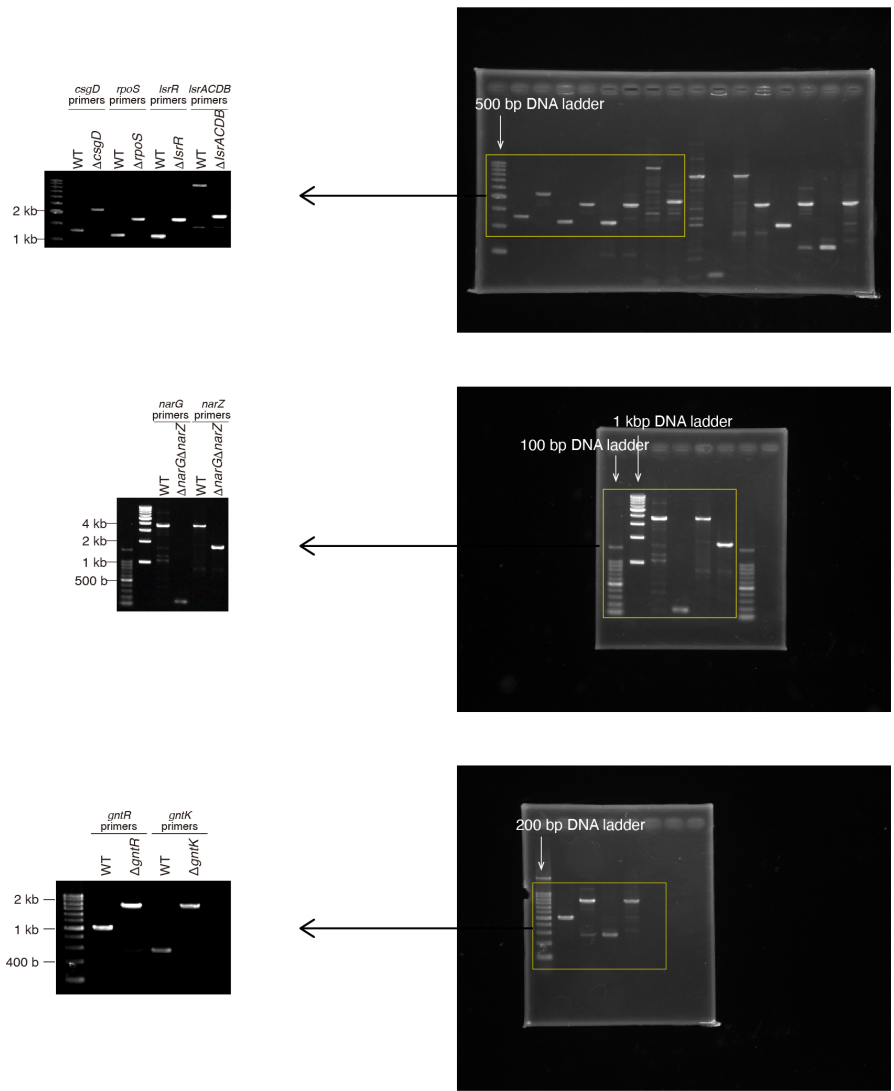 csgD rpoS lsrR lsrACDB
primers primers primers primers
WT
ΔcsgD
WT
ΔrpoS
WT
ΔlsrR
WT
ΔlsrACDB
2 kb
1 kb
500 bp DNA ladder
narG narZ
primers primers
WT
ΔnarGΔnarZ
WT
ΔnarGΔnarZ
4 kb
2 kb
1 kb
500 b
1 kbp DNA ladder
100 bp DNA ladder
gntR gntK
primers primers
WT
ΔgntR
WT
ΔgntK
2 kb
1 kb
400 b
200 bp DNA ladder